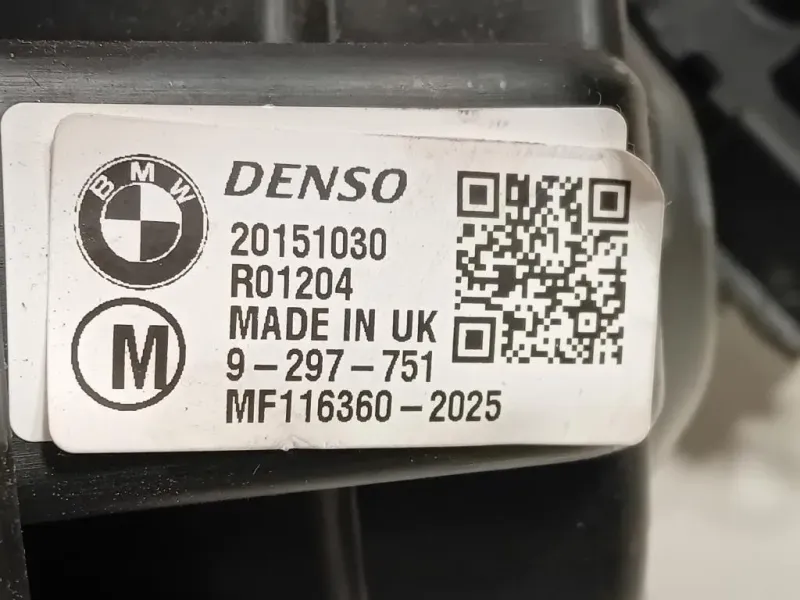 BMW
DENSO
20151030
R01204
MADE IN UK
M
9-297-751
MF116360-2025